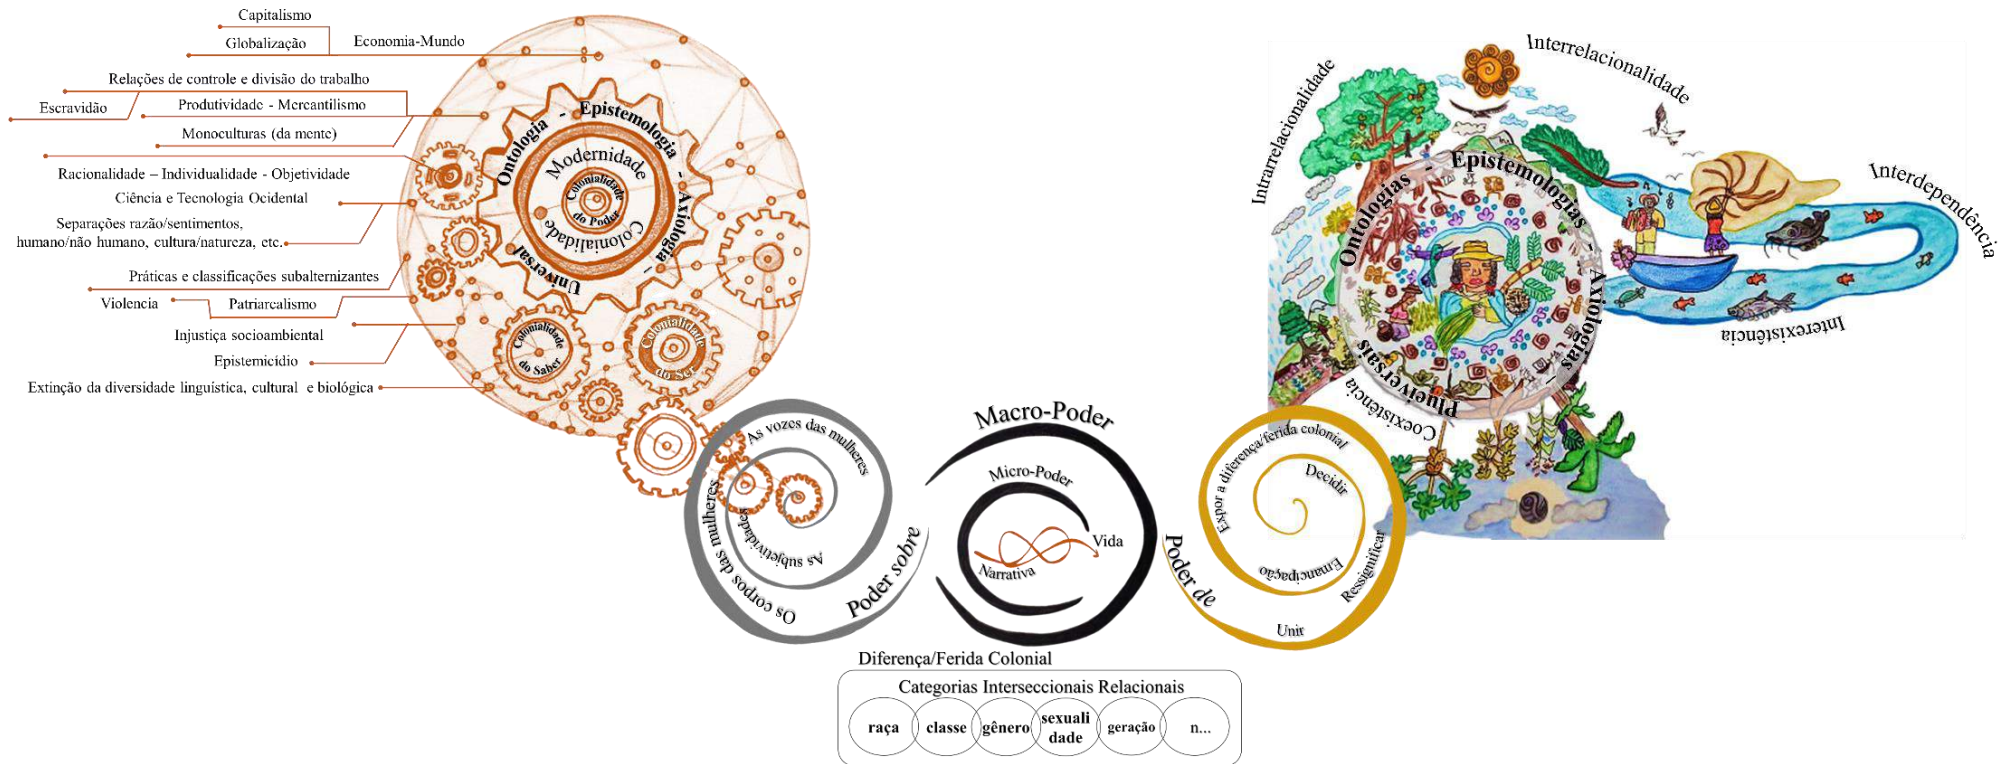 Capitalismo
Globalização
Economia-Mundo
Relações de controle e divisão do trabalho
Escravidão
Produtividade - Mercantilismo
Monoculturas (da mente)
Racionalidade – Individualidade - Objetividade
Ciência e Tecnologia Ocidental
Separações razão/sentimentos,
humano/não humano, cultura/natureza, etc.
Práticas e classificações subalternizantes
Violencia
Patriarcalismo
Injustiça socioambiental
Epistemicídio
Extinção da diversidade linguística, cultural e biológica
Ontologia - Epistemologia - Axiologia –
Universal
Modernidade
Colonialidade
Colonialidade
do Poder
Colonialidade
do Saber
Colonialidade
do Ser
As vozes das mulheres
Os corpos das mulheres
As subjetividades
Poder sobre
Macro-Poder
Micro-Poder
Narrativa
Vida
Poder de
Expor a diferença/ferida colonial
Decidir
Emancipação
Ressignificar
Unir
Intrarrelacionalidade
Interrelacionalidade
Interdependência
Interexistência
Coexistência
Ontologias - Epistemologias - Axiologias –
Pluriversais
Diferença/Ferida Colonial
Categorias Interseccionais Relacionais
raça
classe
gênero
sexuali
dade
geração
n...